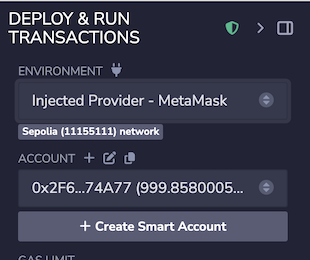 DEPLOY & RUN
TRANSACTIONS
ENVIRONMENT
Injected Provider - MetaMask
Sepolia (11155111) network
ACCOUNT
0x2F6...74A77 (999.8580005...
+ Create Smart Account
GAS LIMIT